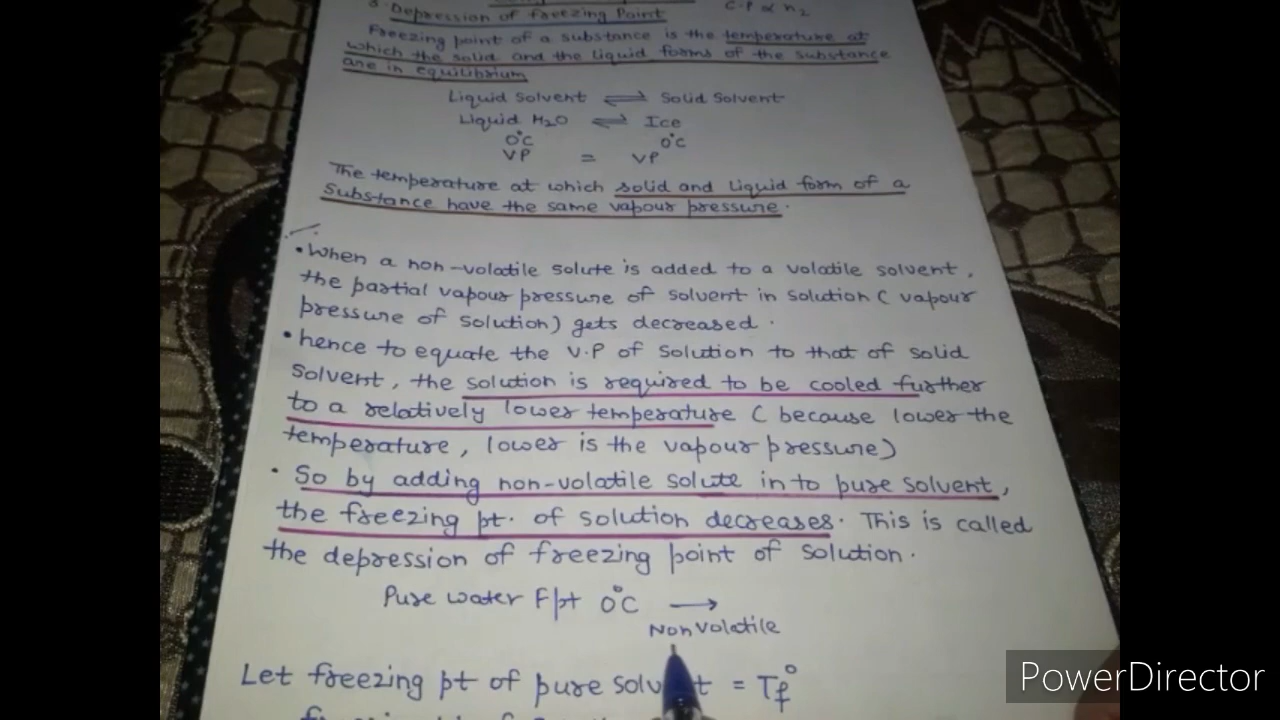 3. Depression of freezing Point
C.P ∝ n₂
Freezing point of a substance is the temperature at
which the solid and the liquid forms of the substance
are in equilibrium
Liquid Solvent ⇌ Solid Solvent
Liquid H₂O ⇌ Ice
0°C 0°C
VP = VP
The temperature at which solid and liquid form of a
Substance have the same vapour pressure.
• When a non-volatile solute is added to a volatile solvent,
the partial vapour pressure of solvent in solution ( vapour
pressure of solution) gets decreased.
• hence to equate the V.P of solution to that of solid
solvent, the solution is required to be cooled further
to a relatively lower temperature ( because lower the
temperature, lower is the vapour pressure)
• So by adding non-volatile solute in to pure solvent,
the freezing pt. of solution decreases. This is called
the depression of freezing point of solution.
Pure water F/pt 0°C →
Non Volatile
Let freezing pt of pure = Tf°
PowerDirector